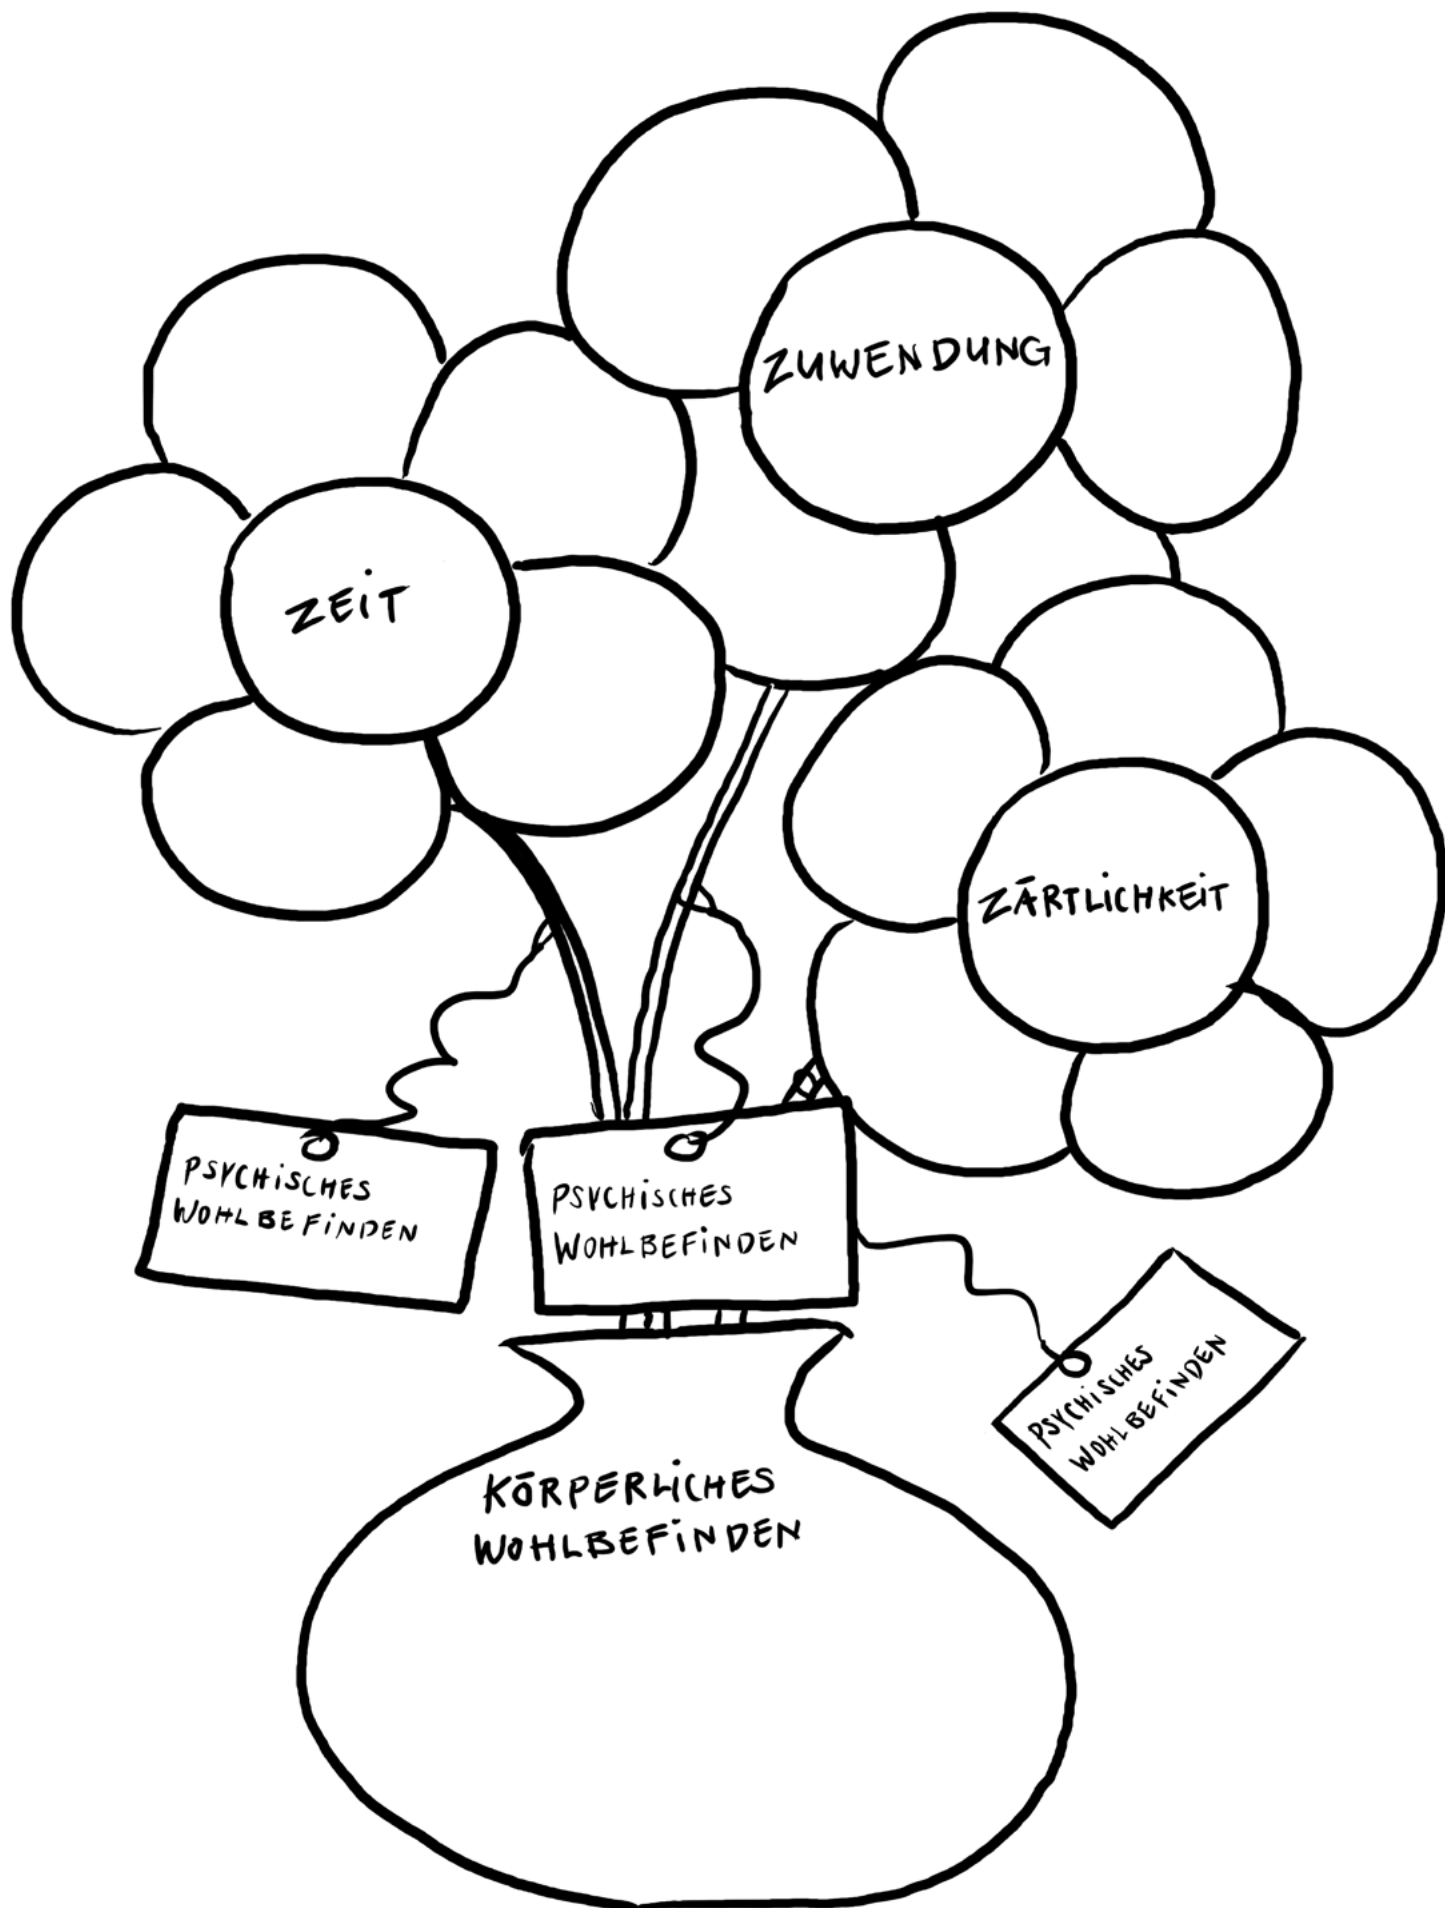 ZUWENDUNG
ZEIT
ZÄRTLICHKEIT
PSYCHISCHES
WOHLBEFINDEN
PSYCHISCHES
WOHLBEFINDEN
PSYCHISCHES
WOHLBEFINDEN
KÖRPERLICHES
WOHLBEFINDEN